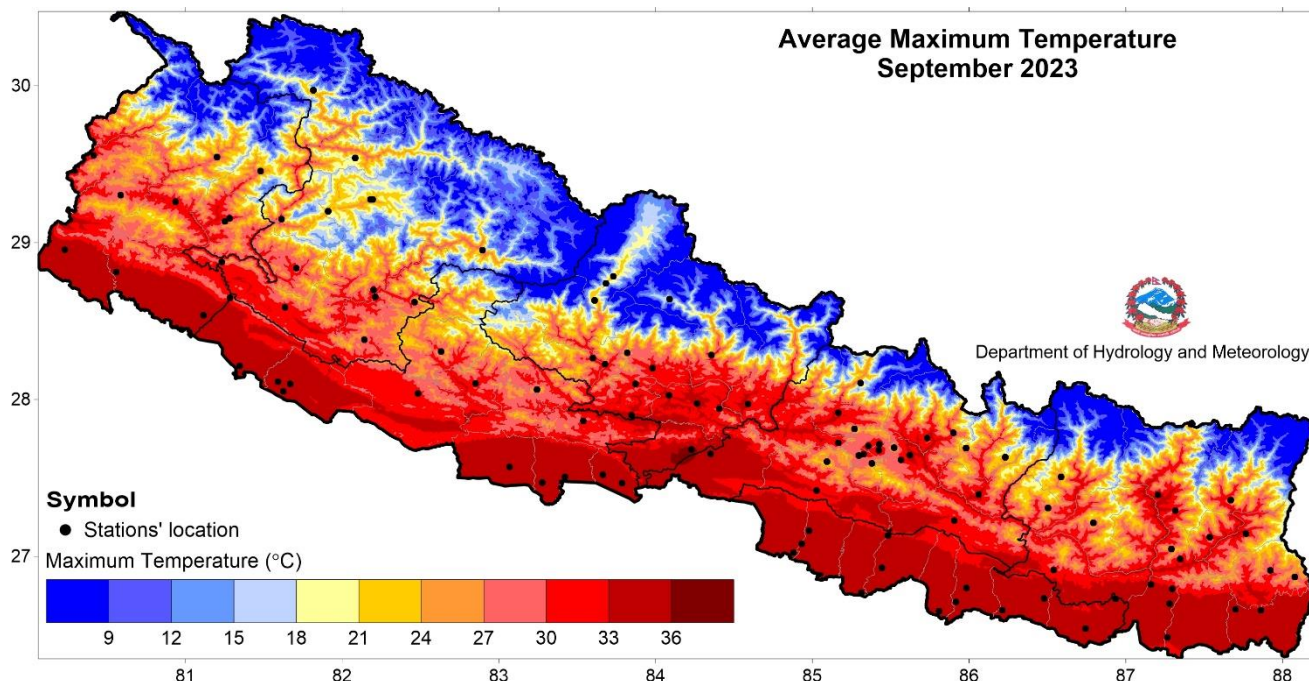 Average Maximum Temperature
September 2023
30
29
28
27
Department of Hydrology and Meteorology
Symbol
Stations' location
Maximum Temperature (°C)
9 12 15 18 21 24 27 30 33 36
81 82 83 84 85 86 87 88